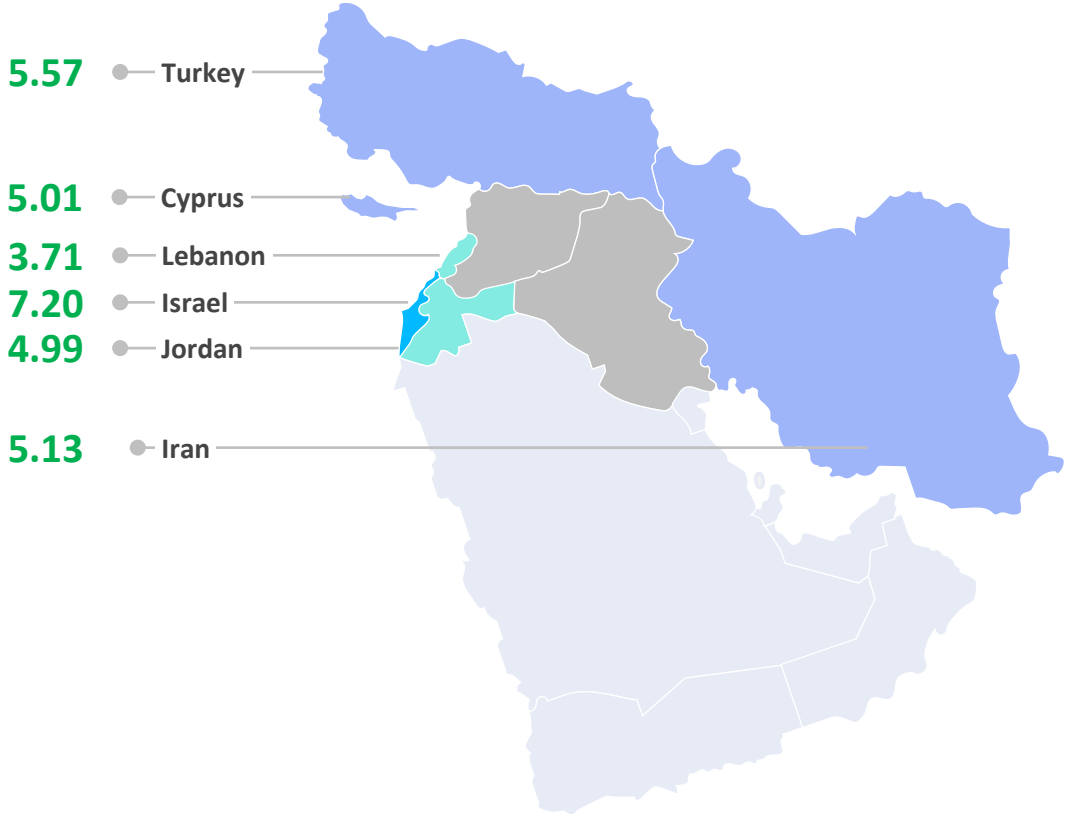 5.57 Turkey
5.01 Cyprus
3.71 Lebanon
7.20 Israel
4.99 Jordan
5.13 Iran